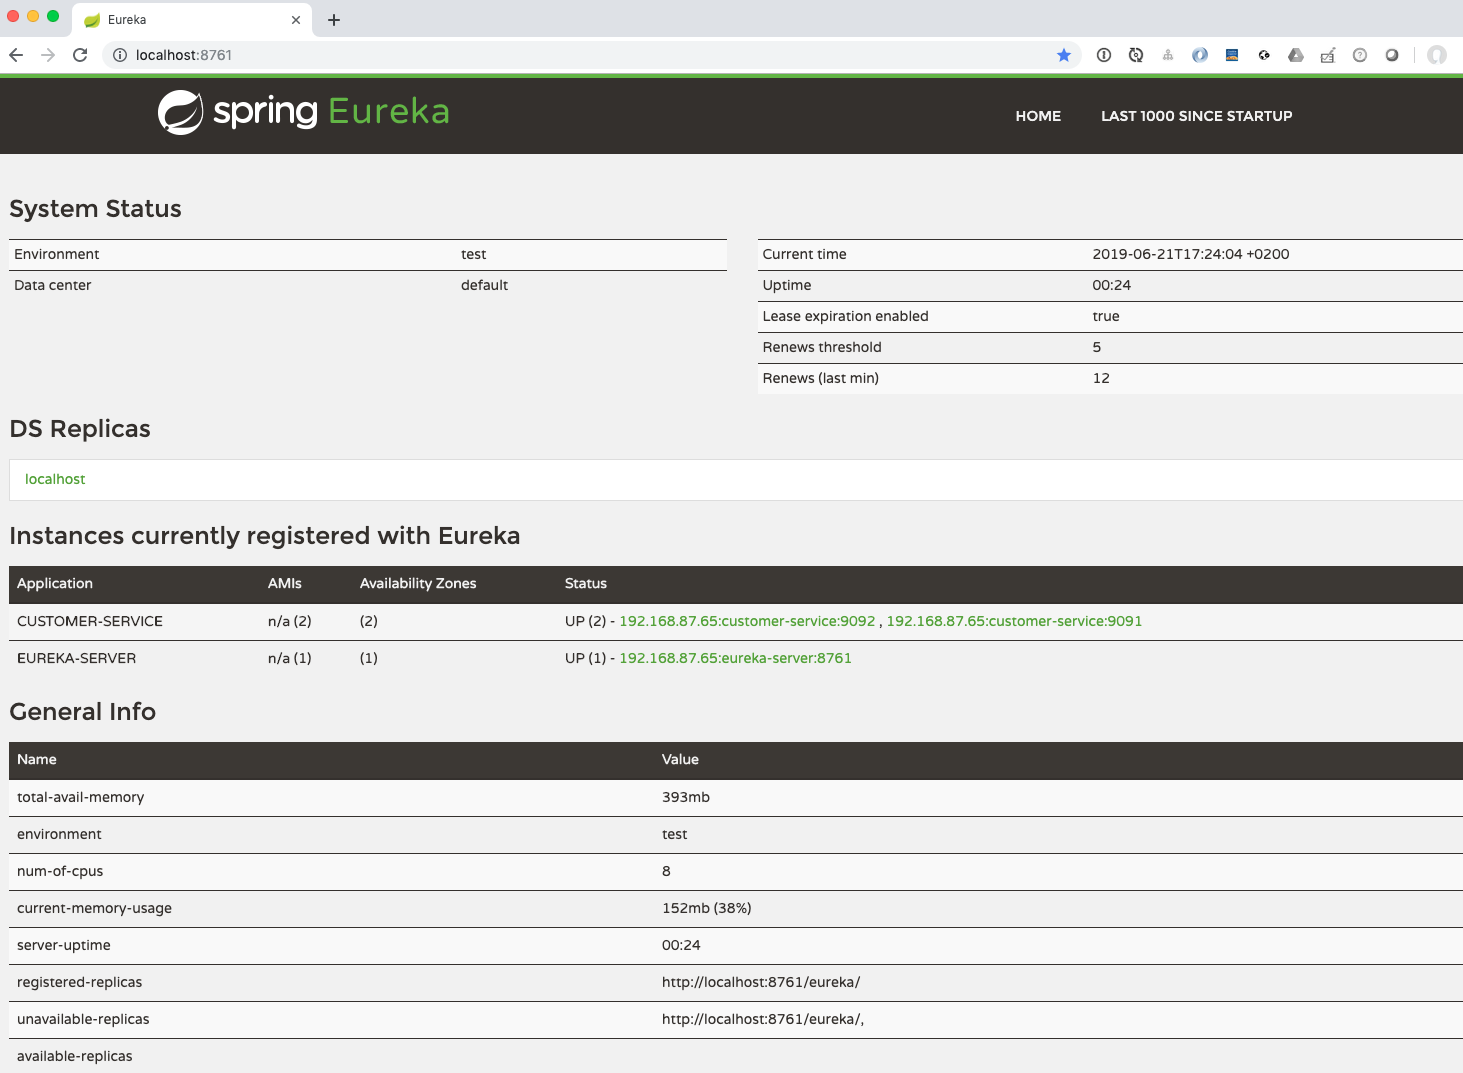 Eureka
localhost:8761
spring Eureka
HOME LAST 1000 SINCE STARTUP
System Status
Environment test
Data center default
Current time 2019-06-21T17:24:04 +0200
Uptime 00:24
Lease expiration enabled true
Renews threshold 5
Renews (last min) 12
DS Replicas
localhost
Instances currently registered with Eureka
Application AMIs Availability Zones Status
CUSTOMER-SERVICE n/a (2) (2) UP (2) - 192.168.87.65:customer-service:9092 , 192.168.87.65:customer-service:9091
EUREKA-SERVER n/a (1) (1) UP (1) - 192.168.87.65:eureka-server:8761
General Info
Name Value
total-avail-memory 393mb
environment test
num-of-cpus 8
current-memory-usage 152mb (38%)
server-uptime 00:24
registered-replicas http://localhost:8761/eureka/
unavailable-replicas http://localhost:8761/eureka/,
available-replicas